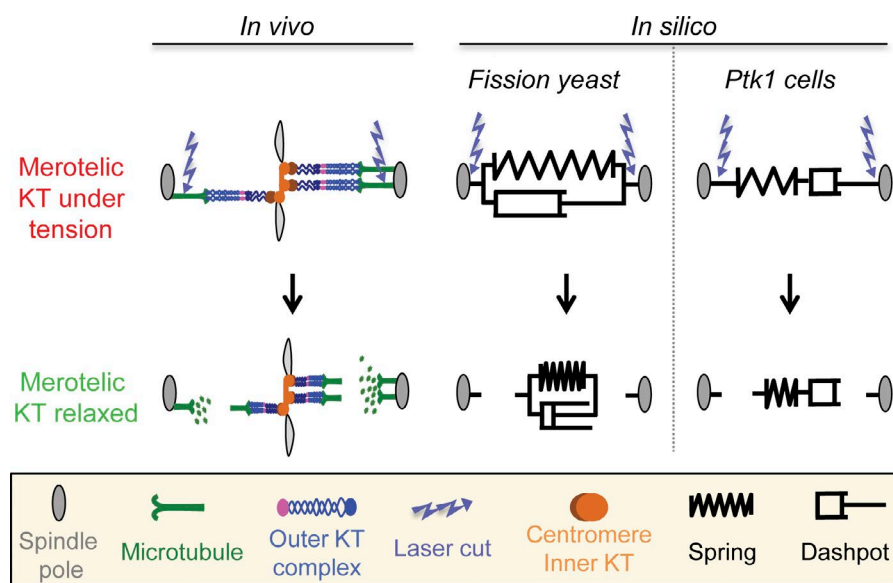 In vivo
In silico
Fission yeast
Ptk1 cells
Merotelic
KT under
tension
Merotelic
KT relaxed
Spindle
pole
Microtubule
Outer KT
complex
Laser cut
Centromere
Inner KT
Spring
Dashpot